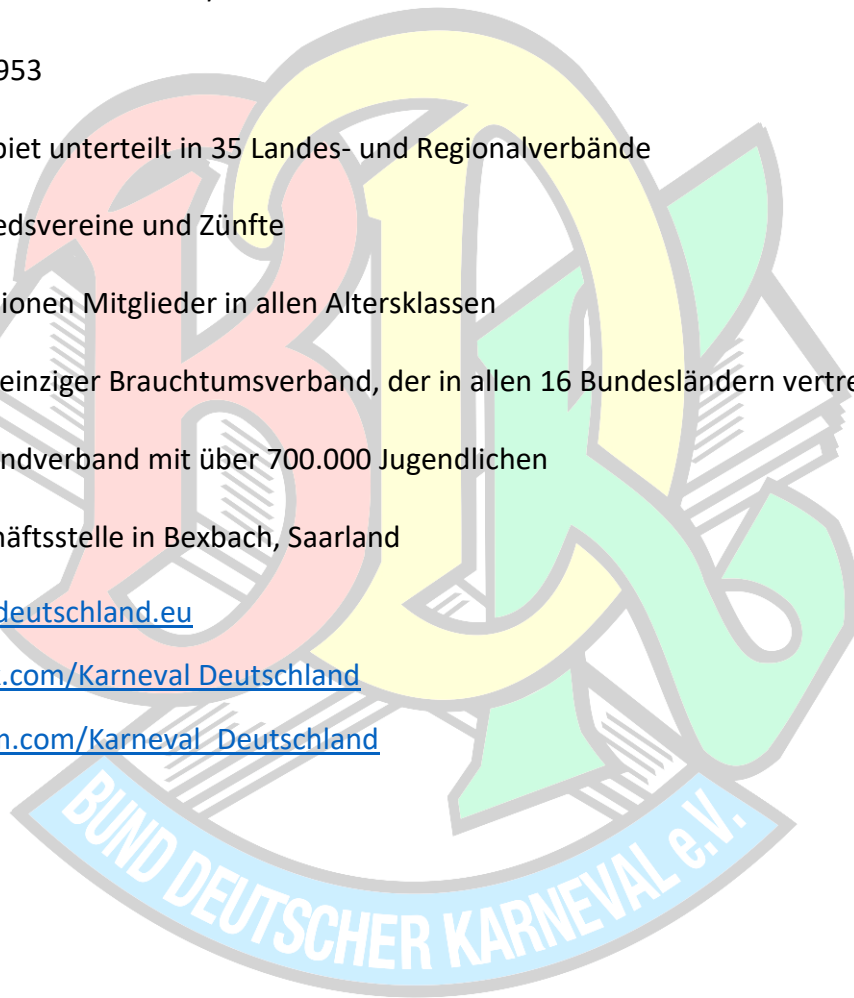 953
biet unterteilt in 35 Landes- und Regionalverbände
edsvereine und Zünfte
ionen Mitglieder in allen Altersklassen
einziger Brauchtumsverband, der in allen 16 Bundesländern vertre
ndverband mit über 700.000 Jugendlichen
häftsstelle in Bexbach, Saarland
deutschland.eu
k.com/Karneval Deutschland
m.com/Karneval_Deutschland
BDK
BUND DEUTSCHER KARNEVAL e.V.